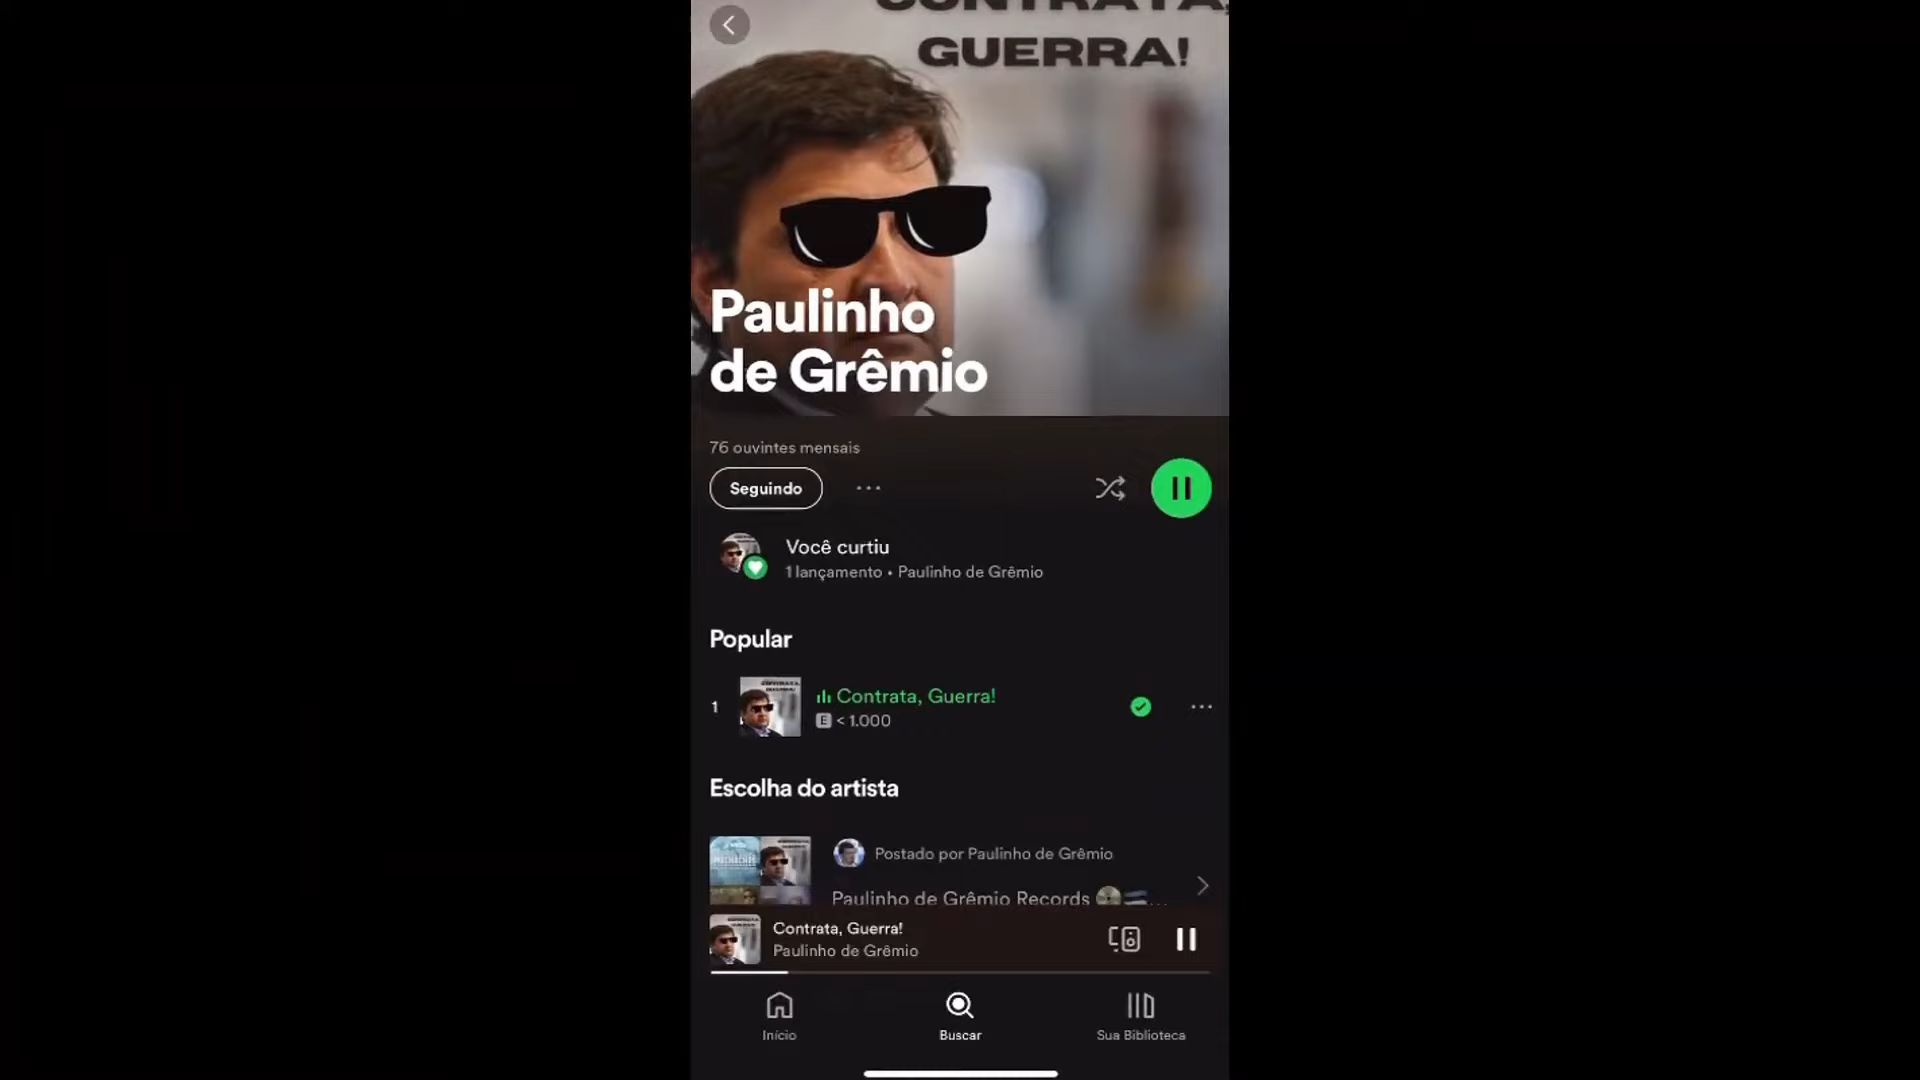 CONTRATA,
GUERRA!
Paulinho
de Grêmio
76 ouvintes mensais
Seguindo
Você curtiu
1 lançamento • Paulinho de Grêmio
Popular
1
Contrata, Guerra!
E < 1.000
Escolha do artista
Postado por Paulinho de Grêmio
Paulinho de Grêmio Records
Contrata, Guerra!
Paulinho de Grêmio
Início
Buscar
Sua Biblioteca